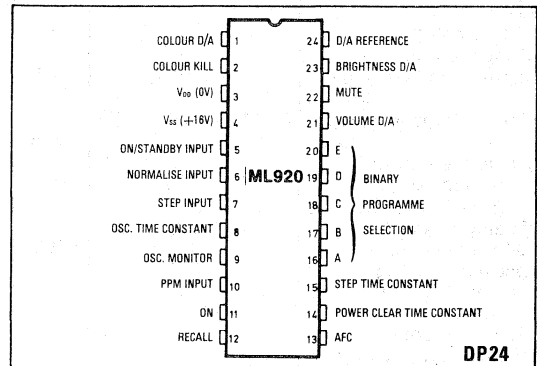 COLOUR D/A 1 24 D/A REFERENCE
COLOUR KILL 2 23 BRIGHTNESS D/A
VDD (0V) 3 22 MUTE
VSS (+16V) 4 21 VOLUME D/A
ON/STANDBY INPUT 5 20 E
NORMALISE INPUT 6 ML920 19 D BINARY
STEP INPUT 7 18 C PROGRAMME
OSC. TIME CONSTANT 8 17 B SELECTION
OSC. MONITOR 9 16 A
PPM INPUT 10 15 STEP TIME CONSTANT
ON 11 14 POWER CLEAR TIME CONSTANT
RECALL 12 13 AFC
DP24